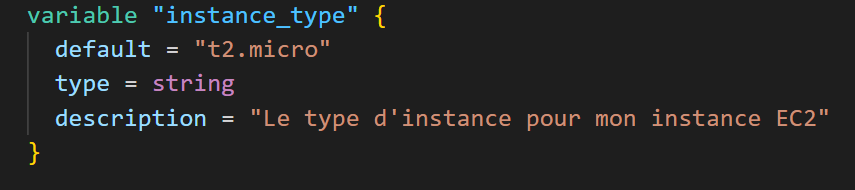 variable "instance_type" {
default = "t2.micro"
type = string
description = "Le type d'instance pour mon instance EC2"
}